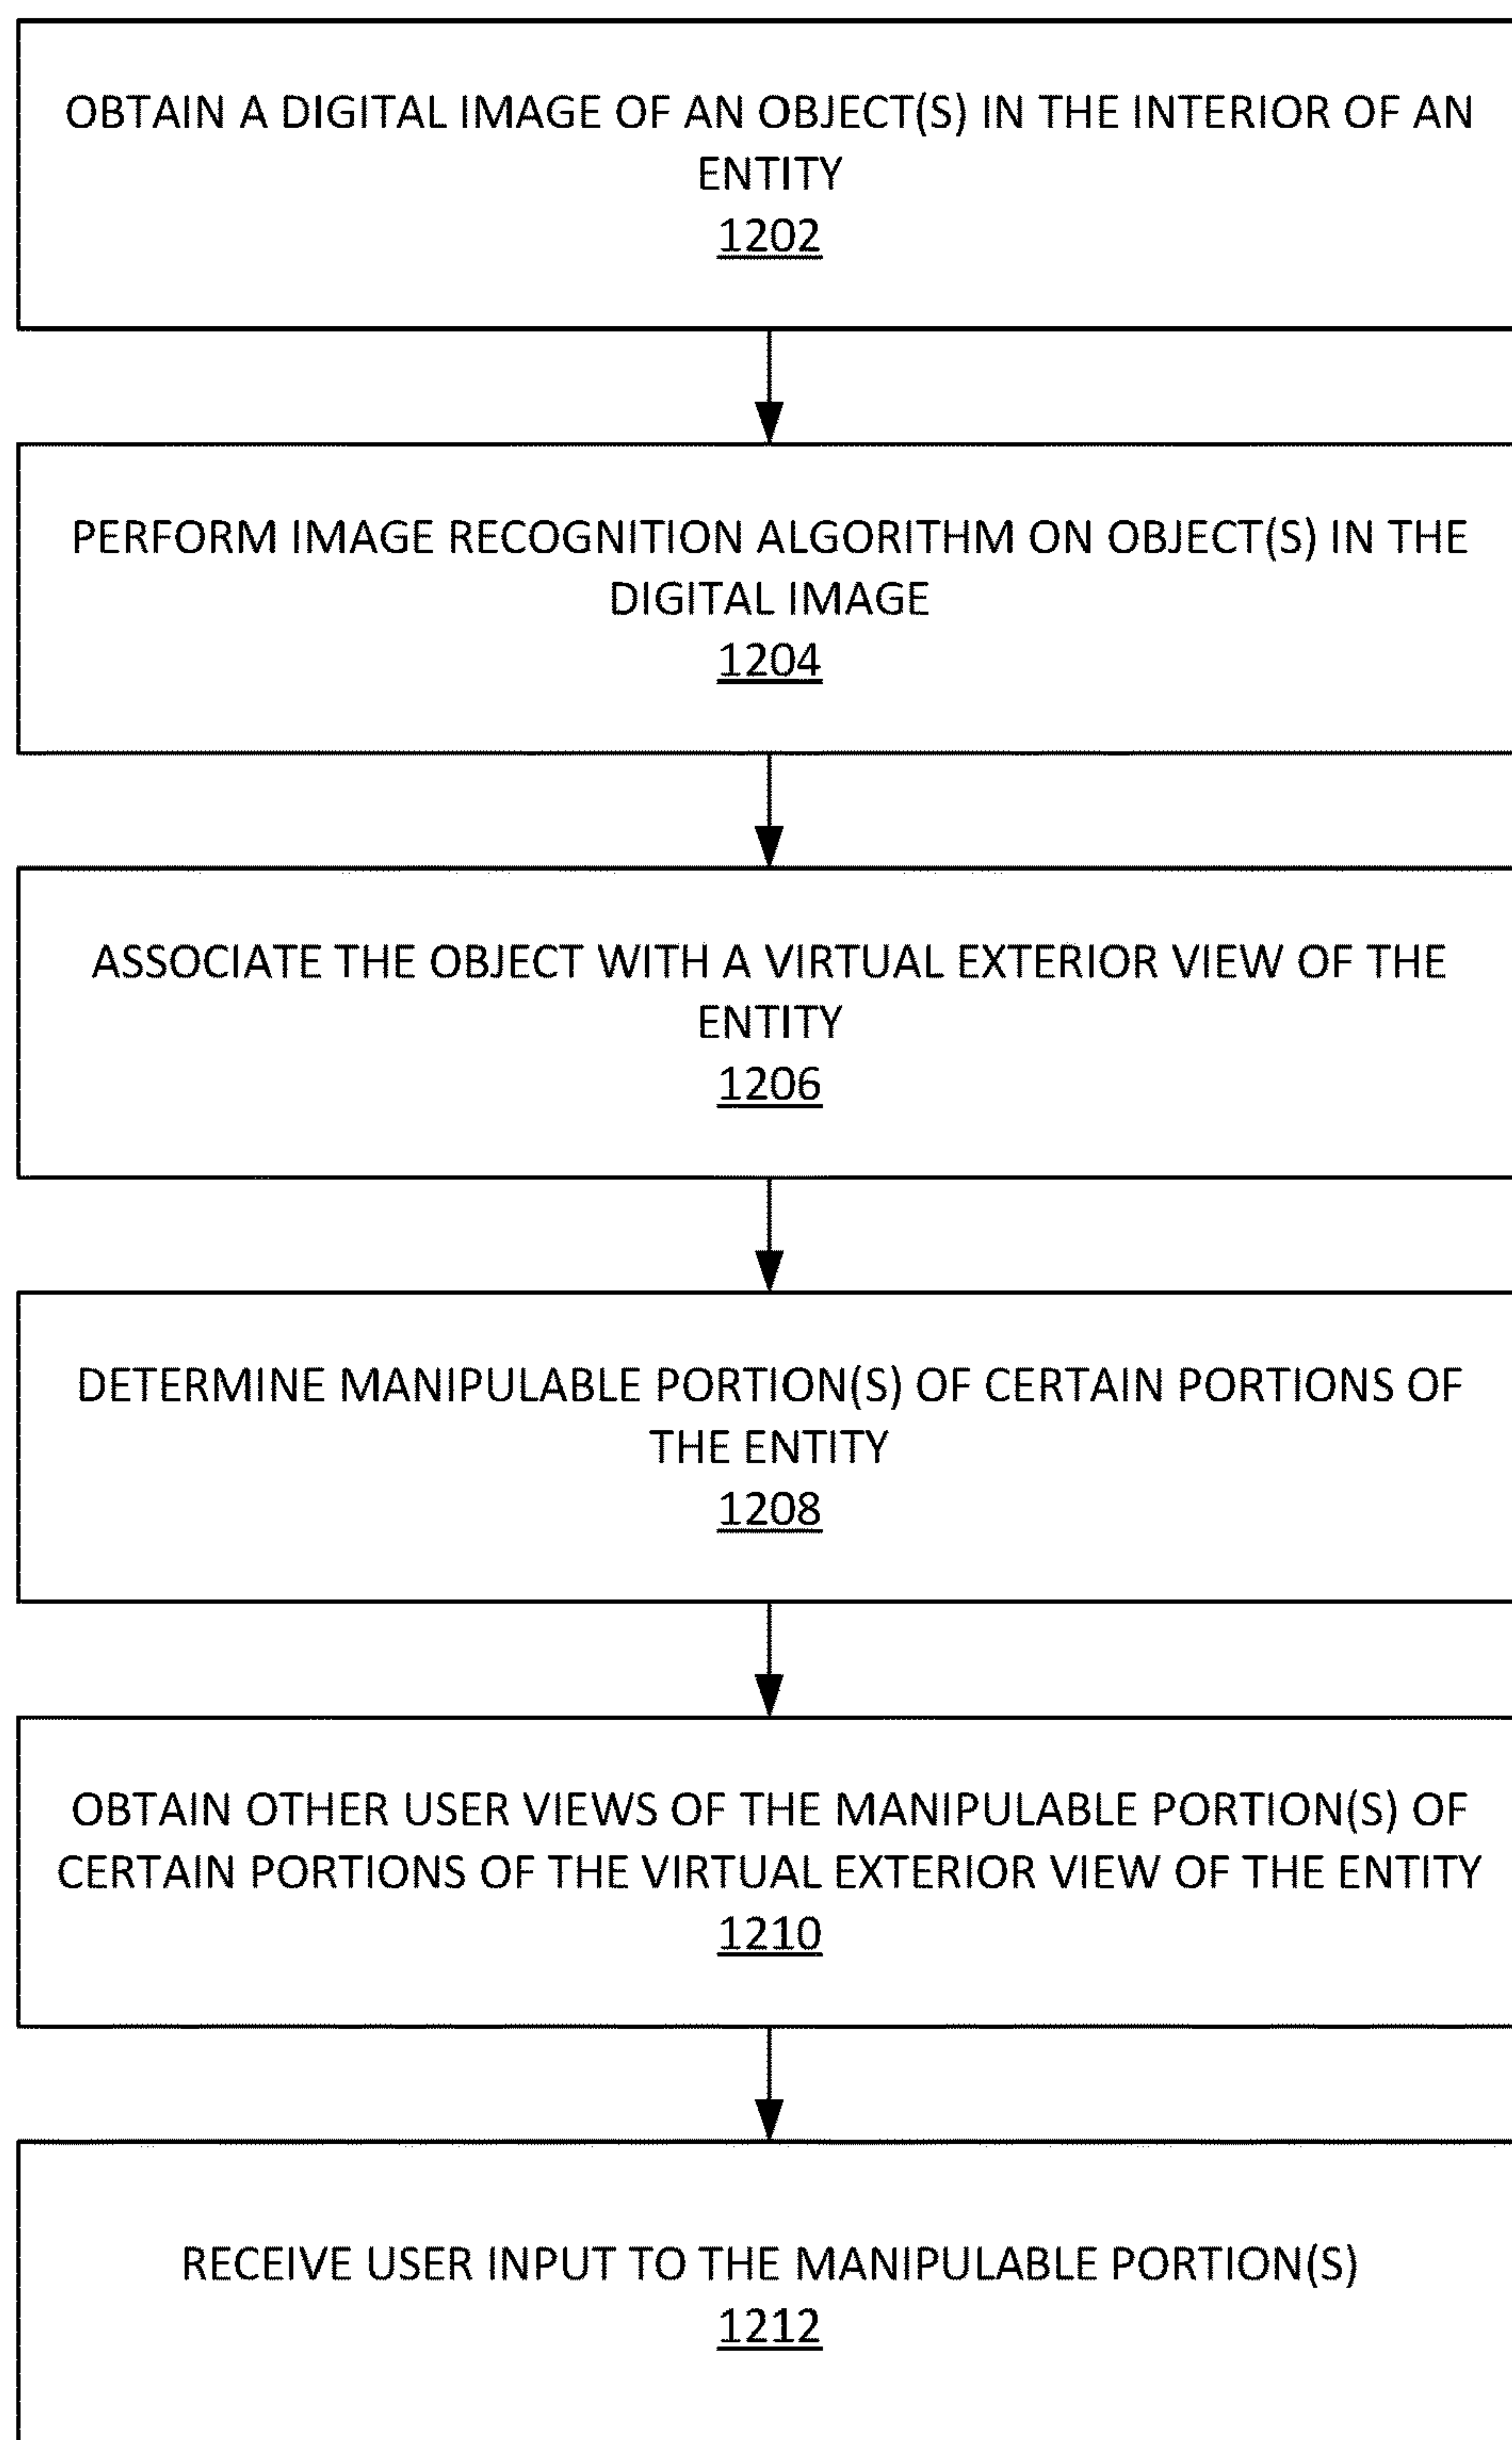 OBTAIN A DIGITAL IMAGE OF AN OBJECT(S) IN THE INTERIOR OF AN
ENTITY
1202
PERFORM IMAGE RECOGNITION ALGORITHM ON OBJECT(S) IN THE
DIGITAL IMAGE
1204
ASSOCIATE THE OBJECT WITH A VIRTUAL EXTERIOR VIEW OF THE
ENTITY
1206
DETERMINE MANIPULABLE PORTION(S) OF CERTAIN PORTIONS OF
THE ENTITY
1208
OBTAIN OTHER USER VIEWS OF THE MANIPULABLE PORTION(S) OF
CERTAIN PORTIONS OF THE VIRTUAL EXTERIOR VIEW OF THE ENTITY
1210
RECEIVE USER INPUT TO THE MANIPULABLE PORTION(S)
1212